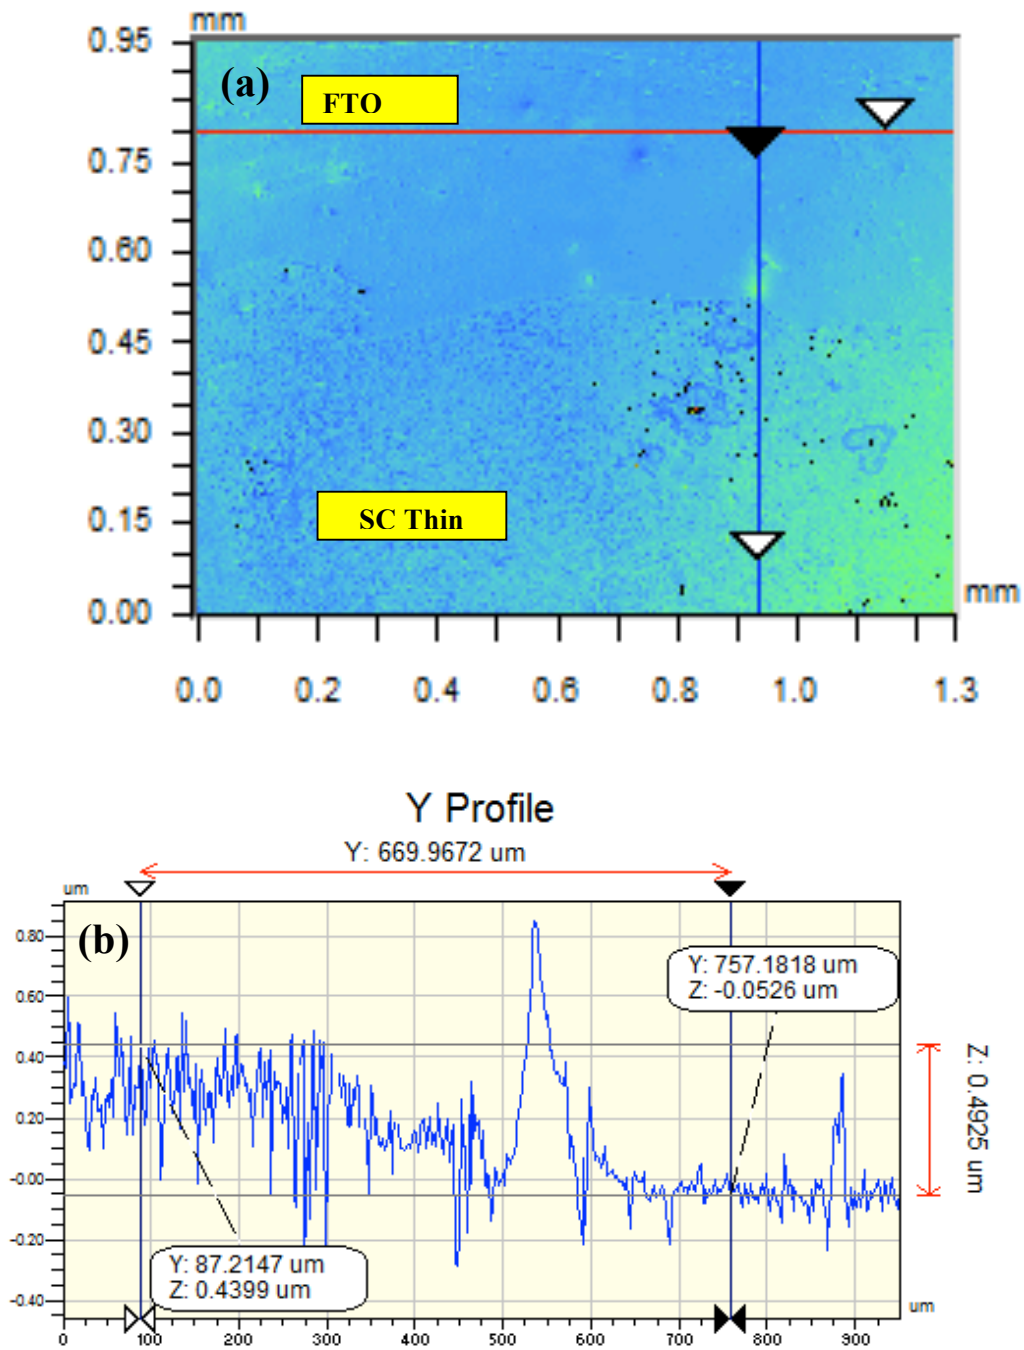 mm
0.95
(a)
FTO
0.75
0.60
0.45
0.30
SC Thin
0.15
0.00
mm
0.0 0.2 0.4 0.6 0.8 1.0 1.3
Y Profile
Y: 669.9672 um
um
(b)
0.80
Y: 757.1818 um
Z: -0.0526 um
0.60
0.40
0.20
Z: 0.4925 um
-0.00
-0.20
Y: 87.2147 um
Z: 0.4399 um
-0.40
um
0 100 200 300 400 500 600 700 800 900